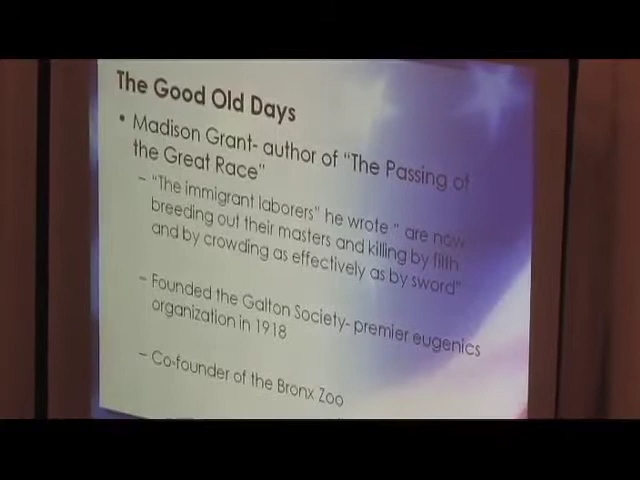 The Good Old Days
• Madison Grant- author of "The Passing of
the Great Race"
– "The immigrant laborers" he wrote " are now
breeding out their masters and killing by filth
and by crowding as effectively as by sword"
– Founded the Galton Society- premier eugenics
organization in 1918
– Co-founder of the Bronx Zoo